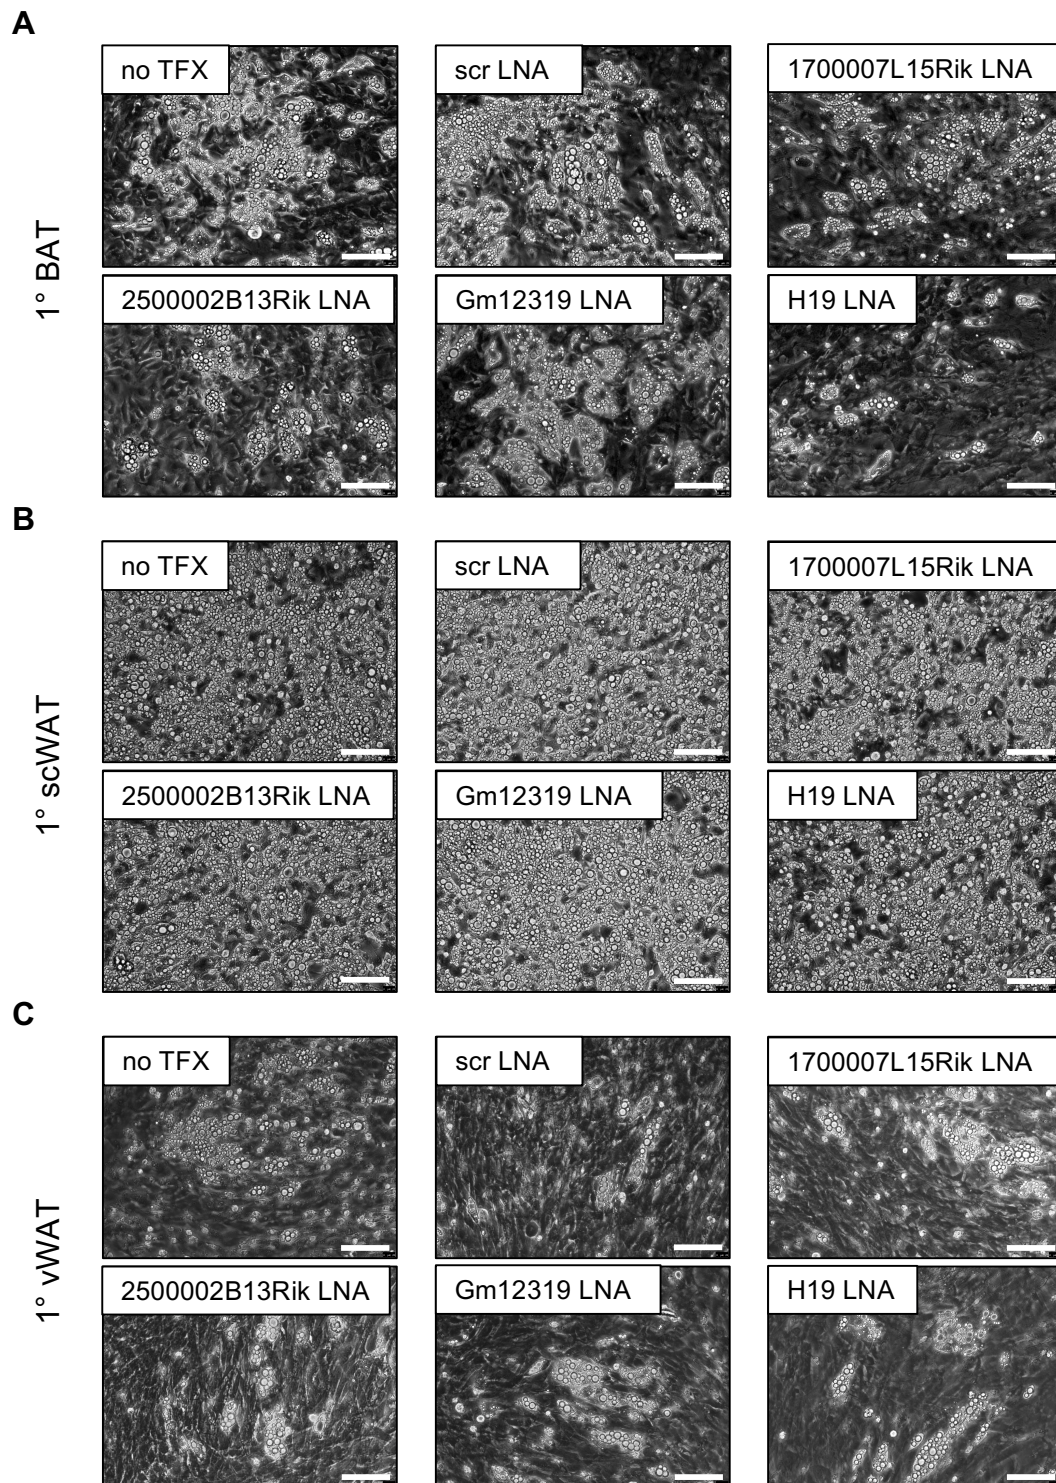 A
1° BAT
no TFX
scr LNA
1700007L15Rik LNA
2500002B13Rik LNA
Gm12319 LNA
H19 LNA
B
1° scWAT
no TFX
scr LNA
1700007L15Rik LNA
2500002B13Rik LNA
Gm12319 LNA
H19 LNA
C
1° vWAT
no TFX
scr LNA
1700007L15Rik LNA
2500002B13Rik LNA
Gm12319 LNA
H19 LNA